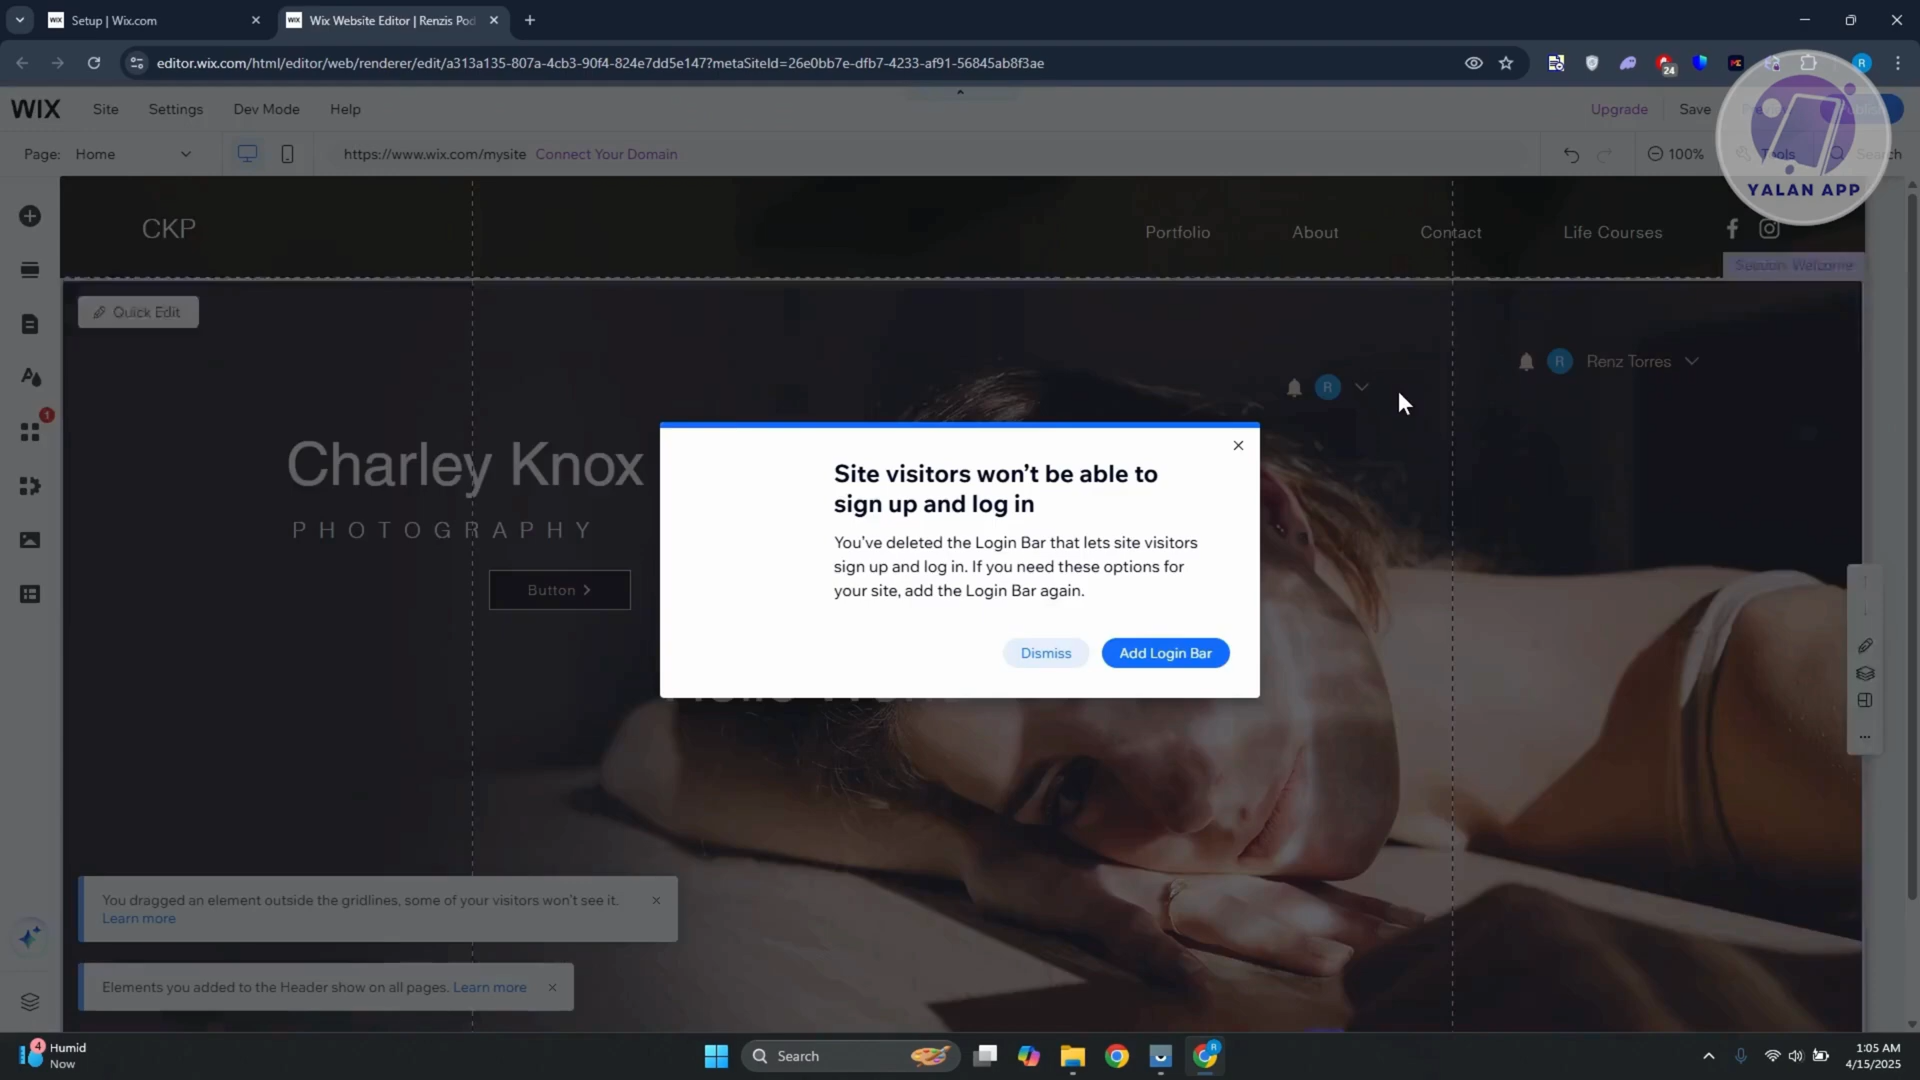 Setup | Wix.com
Wix Website Editor | Renzis Pod
editor.wix.com/html/editor/web/renderer/edit/a313a135-807a-4cb3-90f4-824e7dd5e147?metaSiteId=26e0bb7e-dfb7-4233-af91-56845ab8f3ae
24
R
WIX
Site
Settings
Dev Mode
Help
Upgrade
Save
Page:
Home
https://www.wix.com/mysite
Connect Your Domain
100%
Tools
Search
YALAN APP
CKP
Portfolio
About
Contact
Life Courses
Section: Welcome
Quick Edit
R
Renz Torres
R
1
Charley Knox
PHOTOGRAPHY
Button >
Site visitors won't be able to
sign up and log in
You've deleted the Login Bar that lets site visitors
sign up and log in. If you need these options for
your site, add the Login Bar again.
Dismiss
Add Login Bar
You dragged an element outside the gridlines, some of your visitors won't see it.
Learn more
Elements you added to the Header show on all pages. Learn more
4
Humid
Now
Search
R
1:05 AM
4/15/2025